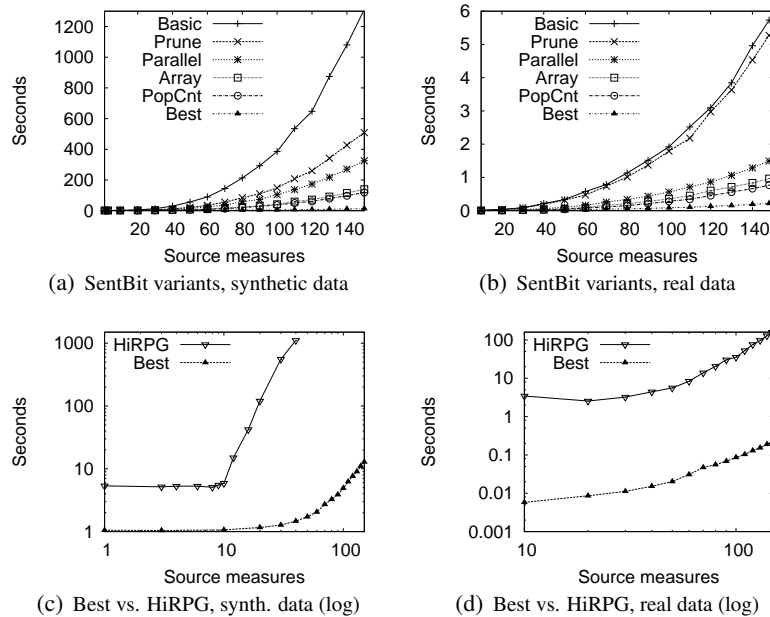 1300
1200
1000
800
600
400
200
0
Seconds
Basic
Prune
Parallel
Array
PopCnt
Best
20 40 60 80 100 120 140
Source measures
(a) SentBit variants, synthetic data
6
5
4
3
2
1
0
Seconds
Basic
Prune
Parallel
Array
PopCnt
Best
20 40 60 80 100 120 140
Source measures
(b) SentBit variants, real data
1000
100
10
1
Seconds
HiRPG
Best
1 10 100
Source measures
(c) Best vs. HiRPG, synth. data (log)
100
10
1
0.1
0.01
0.001
Seconds
HiRPG
Best
10 100
Source measures
(d) Best vs. HiRPG, real data (log)